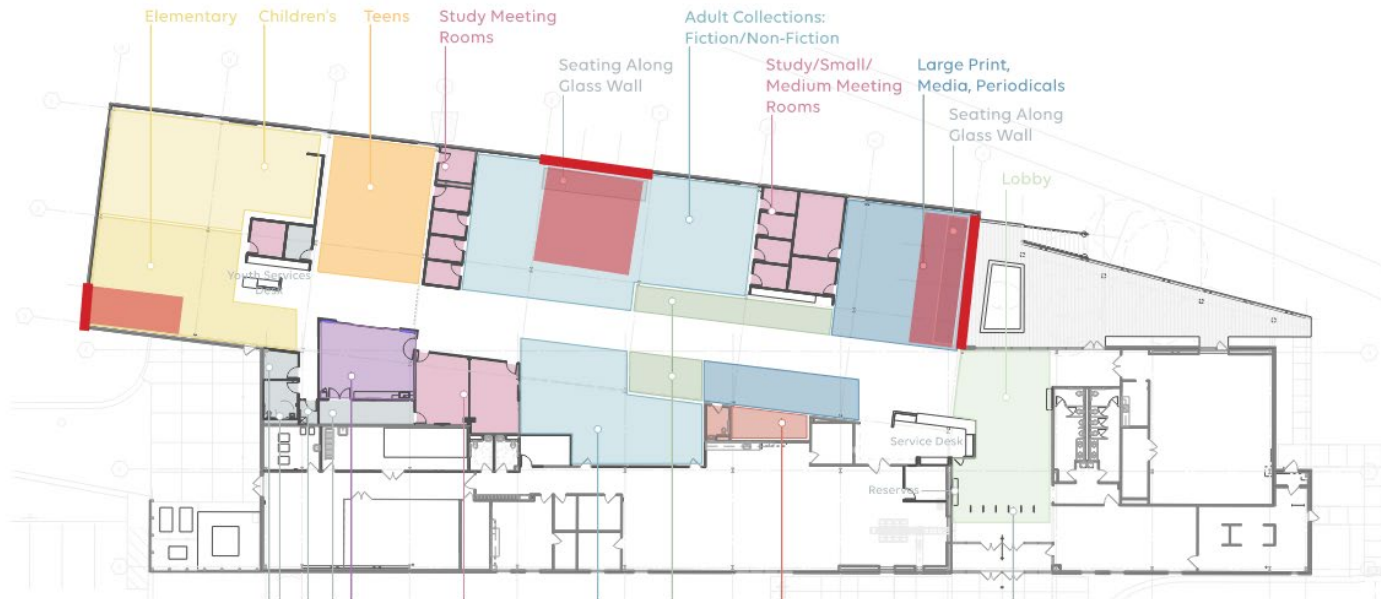 Elementary
Children's
Teens
Study Meeting
Rooms
Adult Collections:
Fiction/Non-Fiction
Seating Along
Glass Wall
Study/Small/
Medium Meeting
Rooms
Large Print,
Media, Periodicals
Seating Along
Glass Wall
Lobby
Youth Services
Desk
Service Desk
Reserves